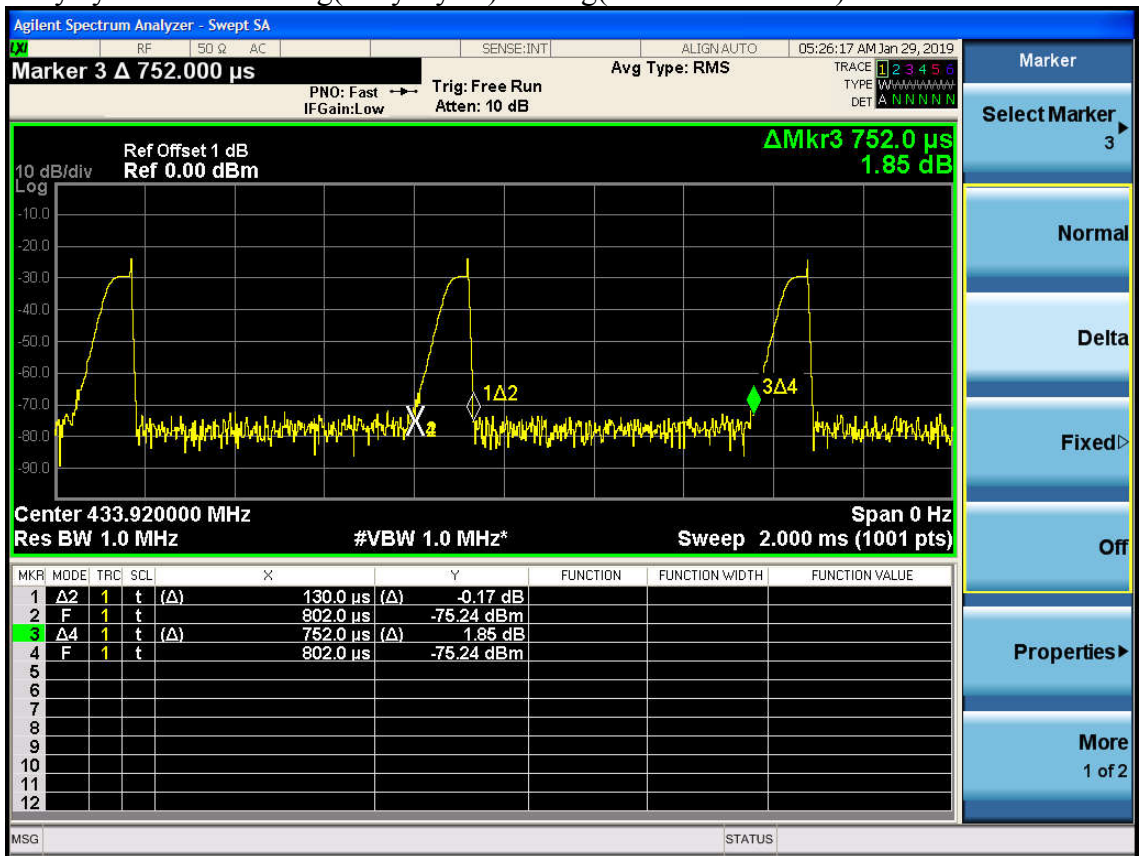 Agilent Spectrum Analyzer - Swept SA
LXI RF 50 Ω AC SENSE:INT ALIGN AUTO 05:26:17 AM Jan 29, 2019
Marker 3 Δ 752.000 µs
PNO: Fast
IFGain:Low
Trig: Free Run
Atten: 10 dB
Avg Type: RMS
TRACE 1 2 3 4 5 6
TYPE WWWWWW
DET A N N N N N
ΔMkr3 752.0 µs
1.85 dB
Ref Offset 1 dB
10 dB/div Ref 0.00 dBm
Log
-10.0
-20.0
-30.0
-40.0
-50.0
-60.0
-70.0
-80.0
-90.0
1Δ2
3Δ4
X2
Center 433.920000 MHz Span 0 Hz
Res BW 1.0 MHz #VBW 1.0 MHz* Sweep 2.000 ms (1001 pts)
MKR MODE TRC SCL X Y FUNCTION FUNCTION WIDTH FUNCTION VALUE
1 Δ2 1 t (Δ) 130.0 µs (Δ) -0.17 dB
2 F 1 t 802.0 µs -75.24 dBm
3 Δ4 1 t (Δ) 752.0 µs (Δ) 1.85 dB
4 F 1 t 802.0 µs -75.24 dBm
5
6
7
8
9
10
11
12
MSG STATUS
Marker
Select Marker
3
Normal
Delta
Fixed
Off
Properties
More
1 of 2